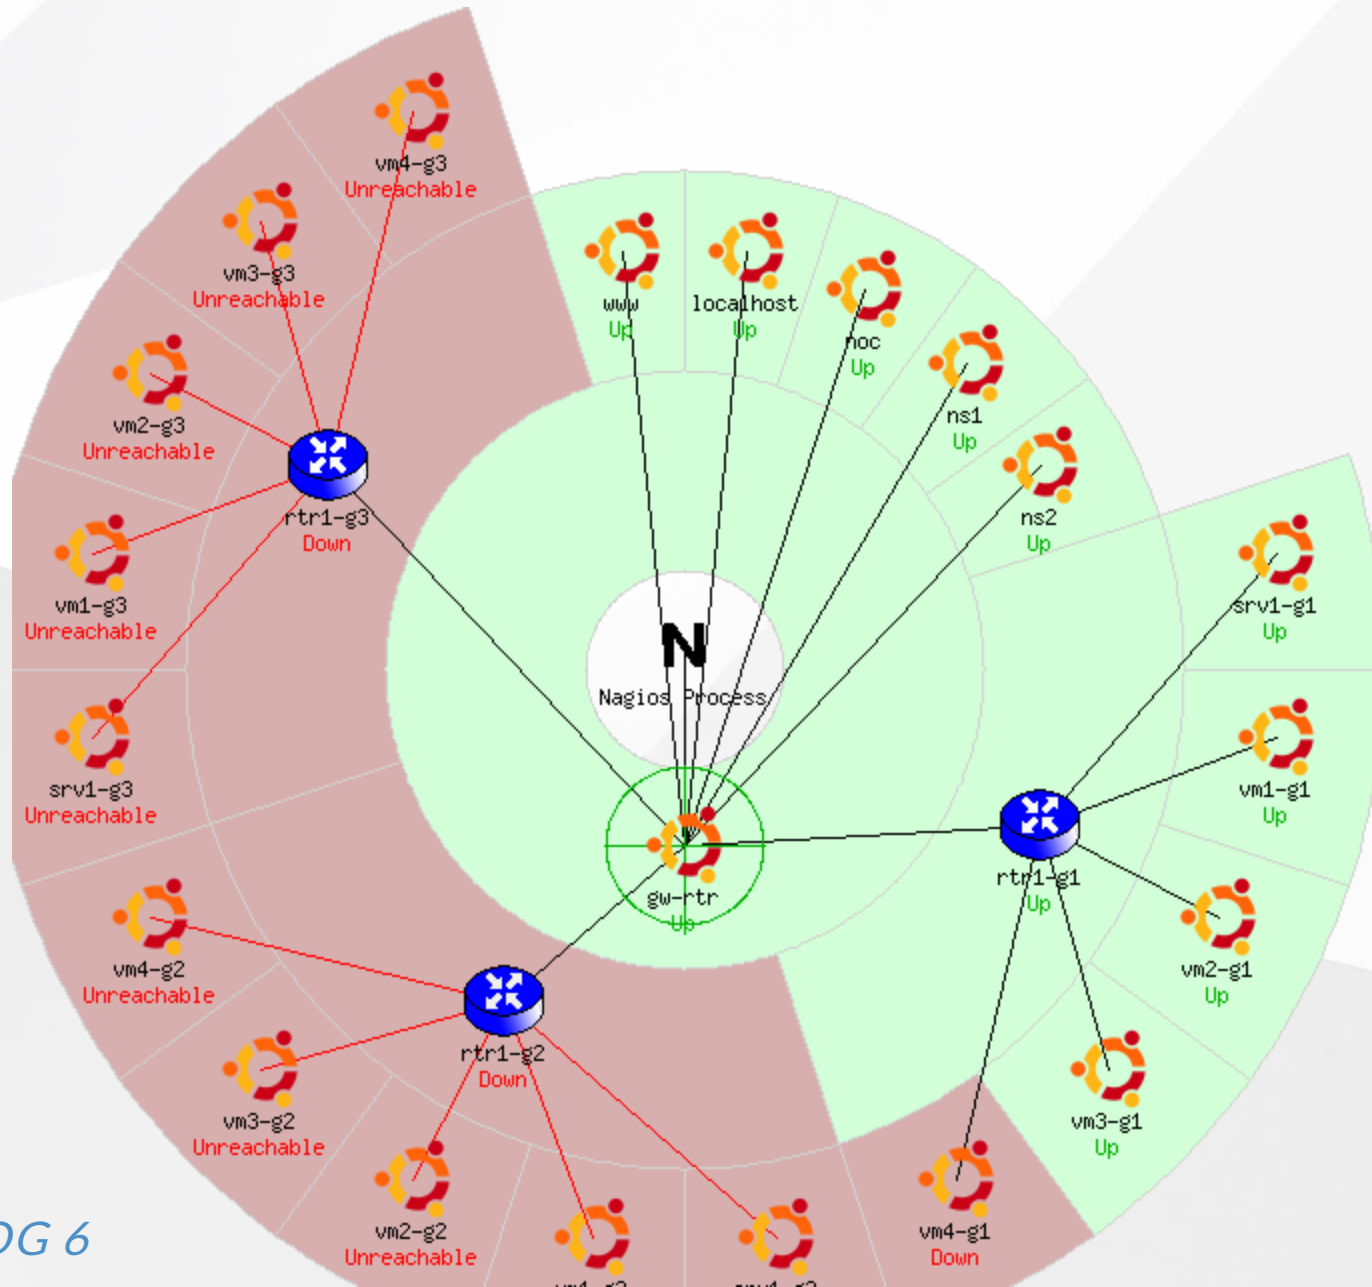 vm4-g3
Unreachable
vm3-g3
Unreachable
www
Up
localhost
Up
noc
Up
vm2-g3
Unreachable
ns1
Up
rtr1-g3
Down
ns2
Up
vm1-g3
Unreachable
srv1-g1
Up
N
Nagios Process
srv1-g3
Unreachable
vm1-g1
Up
gw-rtr
Up
rtr1-g1
Up
vm4-g2
Unreachable
vm2-g1
Up
rtr1-g2
Down
vm3-g2
Unreachable
vm3-g1
Up
vm2-g2
Unreachable
vm4-g1
Down
OG 6